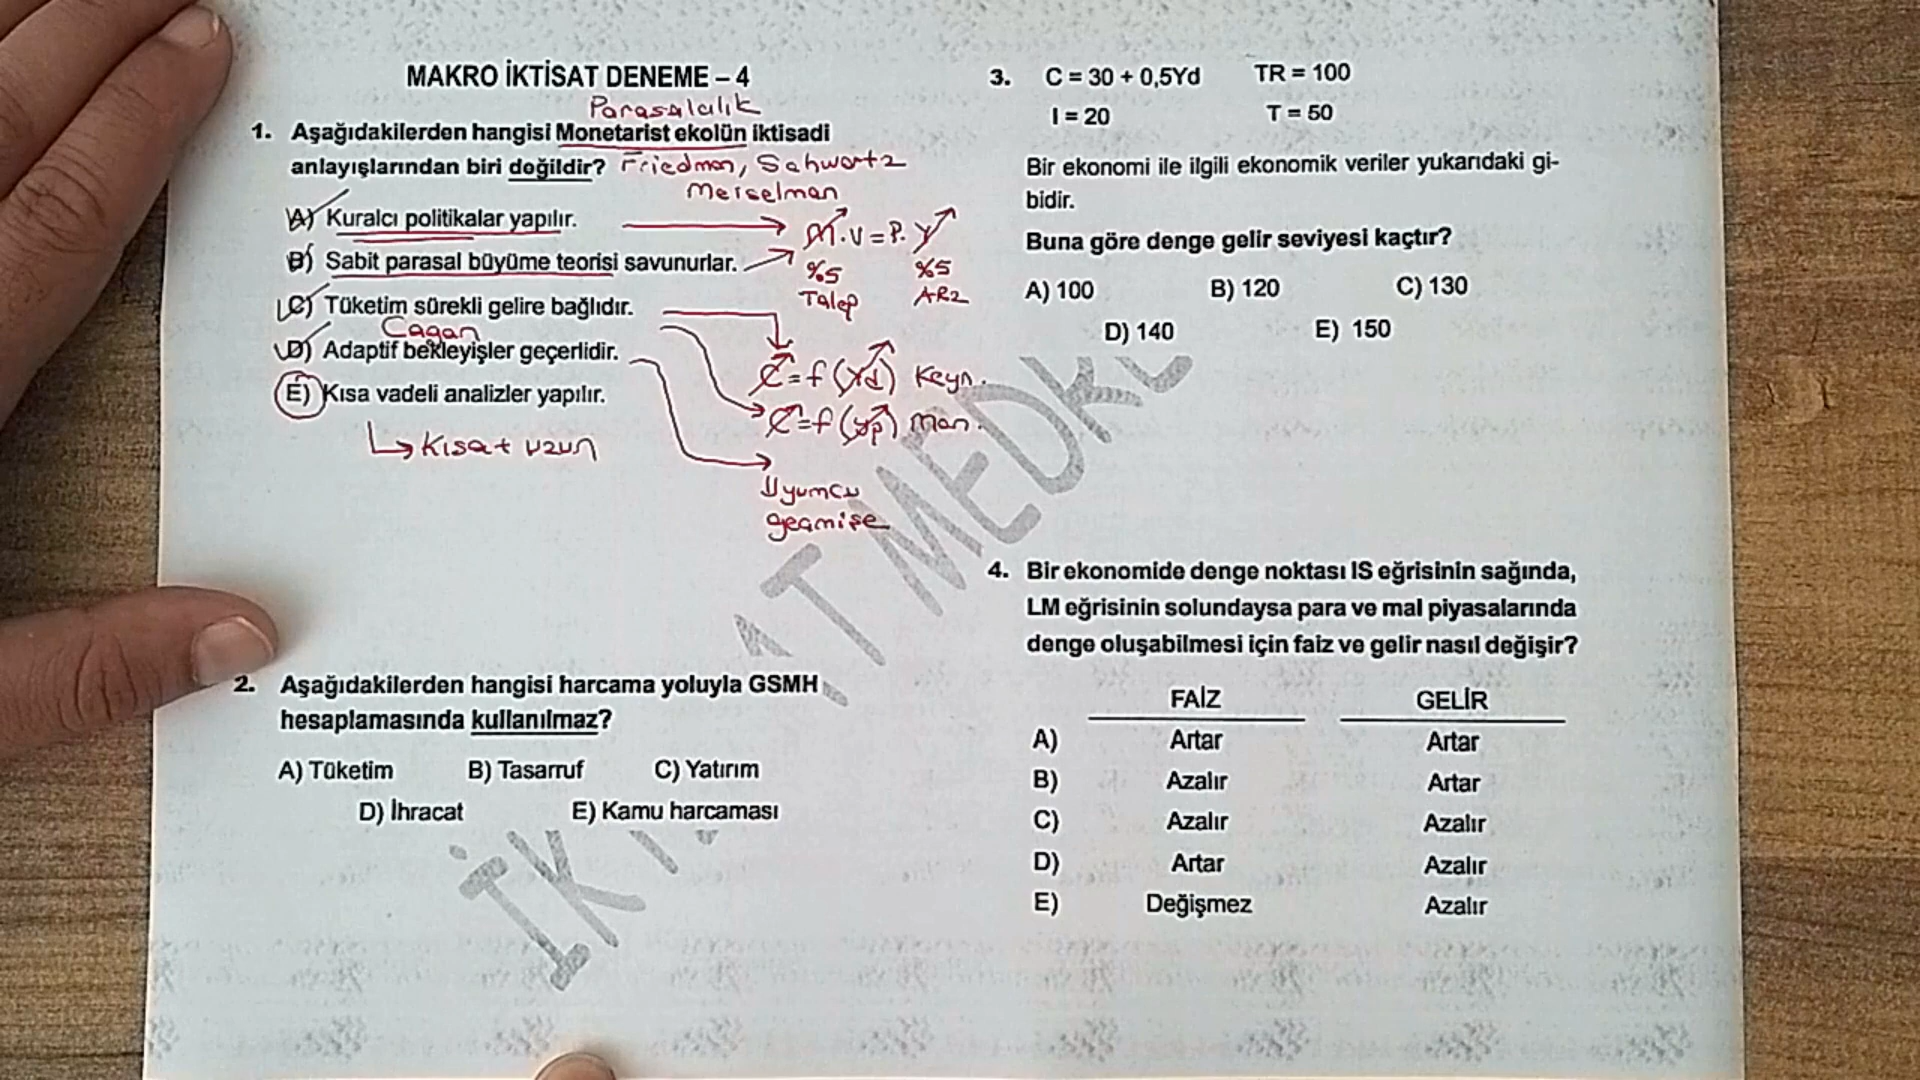 MAKRO İKTİSAT DENEME – 4
Parasalcılık
1. Aşağıdakilerden hangisi Monetarist ekolün iktisadi
anlayışlarından biri değildir? Friedman, Schwartz
Meiselman
A) Kuralcı politikalar yapılır.
M.V = P.Y
B) Sabit parasal büyüme teorisi savunurlar.
%5 %5
Talep ARZ
C) Tüketim sürekli gelire bağlıdır.
Cagan
D) Adaptif bekleyişler geçerlidir.
C = f(Yd) Keyn.
E) Kısa vadeli analizler yapılır.
C = f(Yp) Mon.
Kısa + uzun
Uyumcu
geçmişe
2. Aşağıdakilerden hangisi harcama yoluyla GSMH
hesaplamasında kullanılmaz?
A) Tüketim B) Tasarruf C) Yatırım
D) İhracat E) Kamu harcaması
3. C = 30 + 0,5Yd TR = 100
I = 20 T = 50
Bir ekonomi ile ilgili ekonomik veriler yukarıdaki gi-
bidir.
Buna göre denge gelir seviyesi kaçtır?
A) 100 B) 120 C) 130
D) 140 E) 150
4. Bir ekonomide denge noktası IS eğrisinin sağında,
LM eğrisinin solundaysa para ve mal piyasalarında
denge oluşabilmesi için faiz ve gelir nasıl değişir?
FAİZ GELİR
A) Artar Artar
B) Azalır Artar
C) Azalır Azalır
D) Artar Azalır
E) Değişmez Azalır